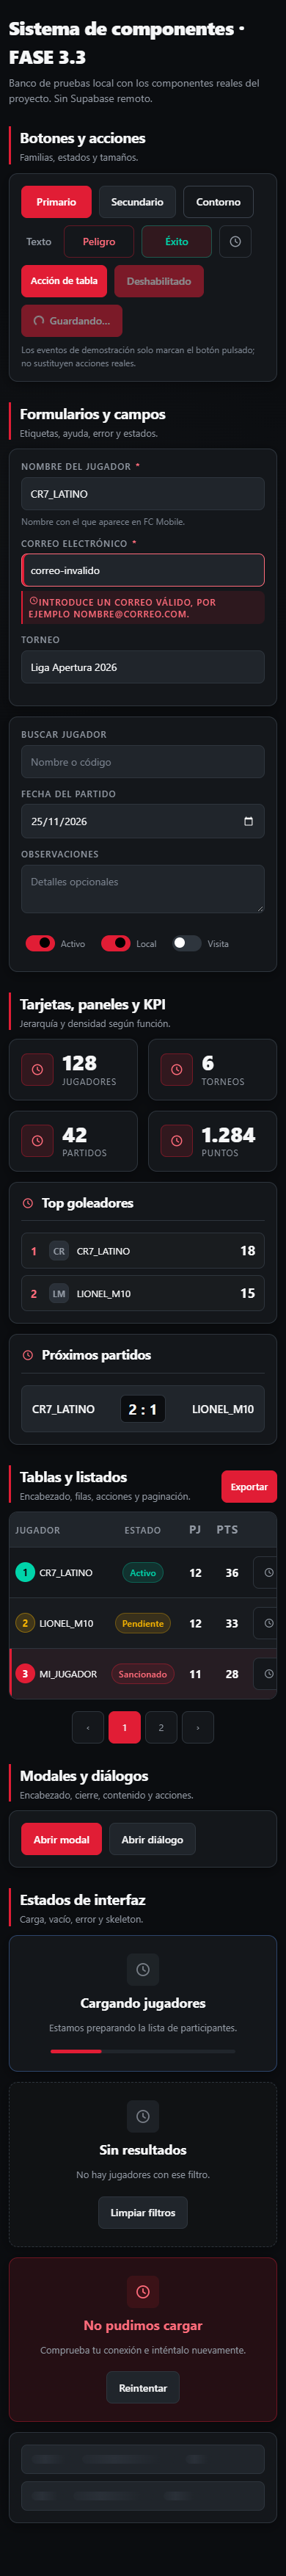 Sistema de componentes ·
FASE 3.3
Banco de pruebas local con los componentes reales del
proyecto. Sin Supabase remoto.
Botones y acciones
Familias, estados y tamaños.
Primario
Secundario
Contorno
Texto
Peligro
Éxito
Acción de tabla
Deshabilitado
Guardando...
Los eventos de demostración solo marcan el botón pulsado;
no sustituyen acciones reales.
Formularios y campos
Etiquetas, ayuda, error y estados.
NOMBRE DEL JUGADOR *
CR7_LATINO
Nombre con el que aparece en FC Mobile.
CORREO ELECTRÓNICO *
correo-invalido
INTRODUCE UN CORREO VÁLIDO, POR
EJEMPLO NOMBRE@CORREO.COM.
TORNEO
Liga Apertura 2026
BUSCAR JUGADOR
Nombre o código
FECHA DEL PARTIDO
25/11/2026
OBSERVACIONES
Detalles opcionales
Activo
Local
Visita
Tarjetas, paneles y KPI
Jerarquía y densidad según función.
128
JUGADORES
6
TORNEOS
42
PARTIDOS
1.284
PUNTOS
Top goleadores
1 CR CR7_LATINO 18
2 LM LIONEL_M10 15
Próximos partidos
CR7_LATINO 2 : 1 LIONEL_M10
Tablas y listados
Encabezado, filas, acciones y paginación.
Exportar
JUGADOR ESTADO PJ PTS
1 CR7_LATINO Activo 12 36
2 LIONEL_M10 Pendiente 12 33
3 MI_JUGADOR Sancionado 11 28
‹ 1 2 ›
Modales y diálogos
Encabezado, cierre, contenido y acciones.
Abrir modal
Abrir diálogo
Estados de interfaz
Carga, vacío, error y skeleton.
Cargando jugadores
Estamos preparando la lista de participantes.
Sin resultados
No hay jugadores con ese filtro.
Limpiar filtros
No pudimos cargar
Comprueba tu conexión e inténtalo nuevamente.
Reintentar